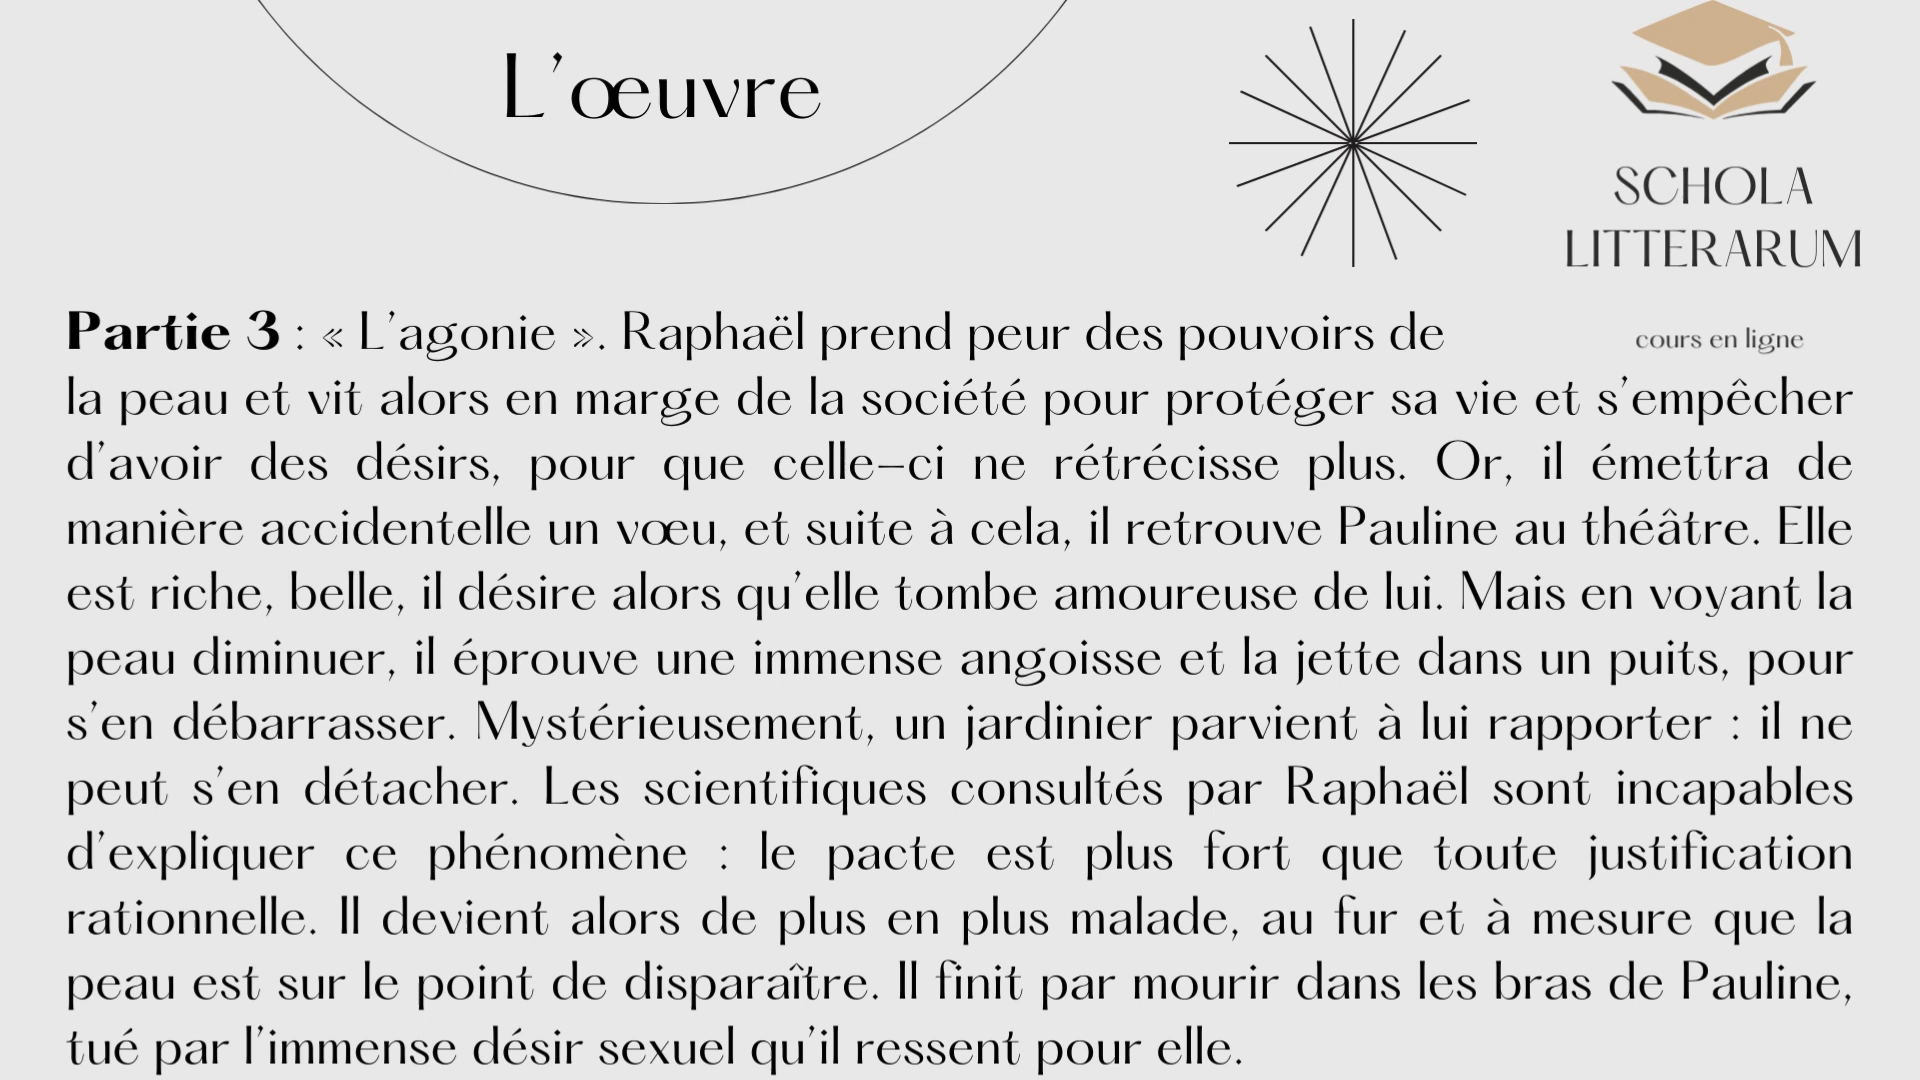 L’œuvre
SCHOLA
LITTERARUM
cours en ligne
Partie 3 : « L’agonie ». Raphaël prend peur des pouvoirs de
la peau et vit alors en marge de la société pour protéger sa vie et s’empêcher
d’avoir des désirs, pour que celle-ci ne rétrécisse plus. Or, il émettra de
manière accidentelle un vœu, et suite à cela, il retrouve Pauline au théâtre. Elle
est riche, belle, il désire alors qu’elle tombe amoureuse de lui. Mais en voyant la
peau diminuer, il éprouve une immense angoisse et la jette dans un puits, pour
s’en débarrasser. Mystérieusement, un jardinier parvient à lui rapporter : il ne
peut s’en détacher. Les scientifiques consultés par Raphaël sont incapables
d’expliquer ce phénomène : le pacte est plus fort que toute justification
rationnelle. Il devient alors de plus en plus malade, au fur et à mesure que la
peau est sur le point de disparaître. Il finit par mourir dans les bras de Pauline,
tué par l’immense désir sexuel qu’il ressent pour elle.